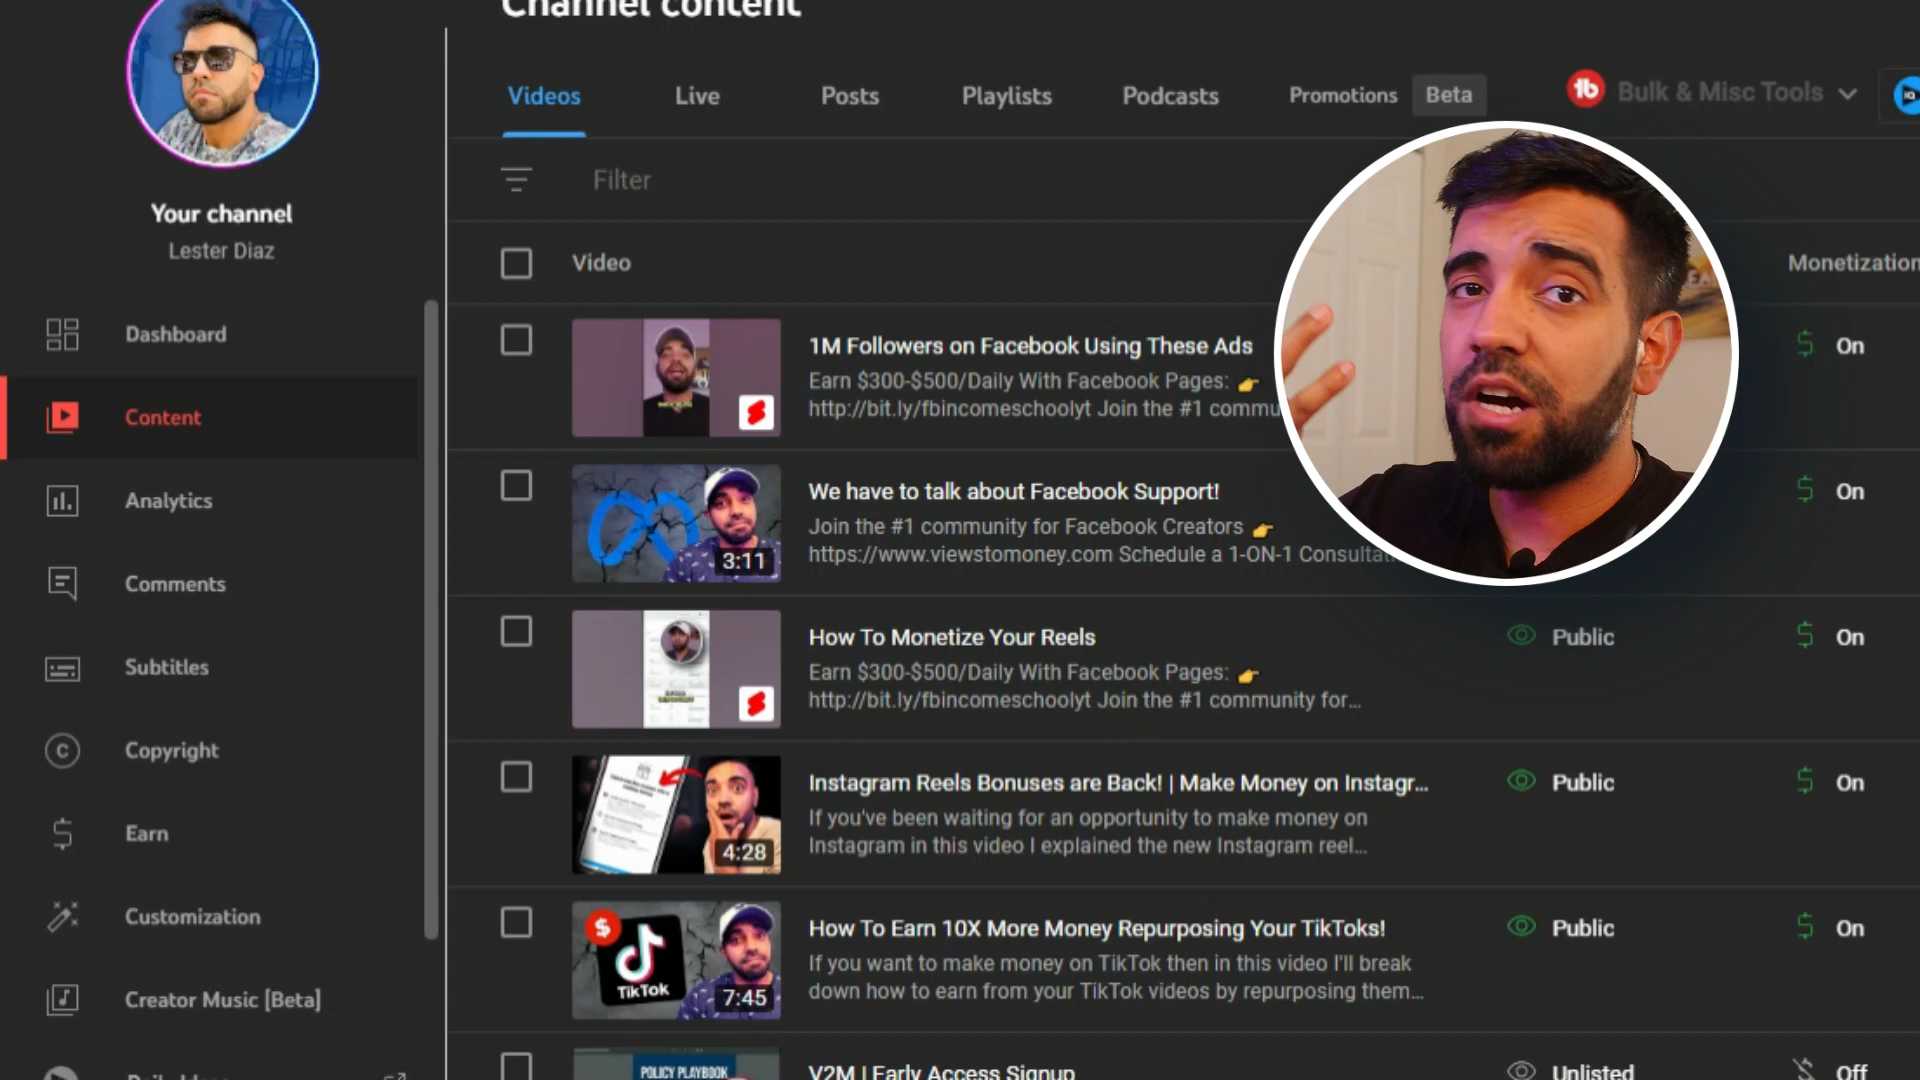 Channel content
Your channel
Lester Diaz
Dashboard
Content
Analytics
Comments
Subtitles
Copyright
Earn
Customization
Creator Music [Beta]
Videos
Live
Posts
Playlists
Podcasts
Promotions
Beta
Bulk & Misc Tools
Filter
Video
Monetization
1M Followers on Facebook Using These Ads
Earn $300-$500/Daily With Facebook Pages: 👉
http://bit.ly/fbincomeschoolyt Join the #1 commu
On
3:11
We have to talk about Facebook Support!
Join the #1 community for Facebook Creators 👉
https://www.viewstomoney.com Schedule a 1-ON-1 Consultat
On
How To Monetize Your Reels
Earn $300-$500/Daily With Facebook Pages: 👉
http://bit.ly/fbincomeschoolyt Join the #1 community for...
Public
On
4:28
Instagram Reels Bonuses are Back! | Make Money on Instagr...
If you've been waiting for an opportunity to make money on
Instagram in this video I explained the new Instagram reel...
Public
On
TikTok
7:45
How To Earn 10X More Money Repurposing Your TikToks!
If you want to make money on TikTok then in this video I'll break
down how to earn from your TikTok videos by repurposing them...
Public
On
POLICY PLAYBOOK
V2M | Early Access Signup
Unlisted
Off